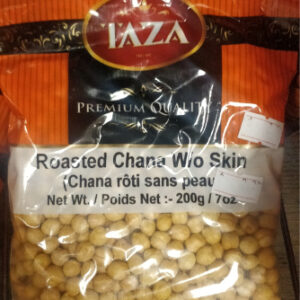 TAZA
PREMIUM QUALITY
Roasted Chana W/o Skin
(Chana rôti sans peau
Net Wt. / Poids Net :- 200g / 7oz